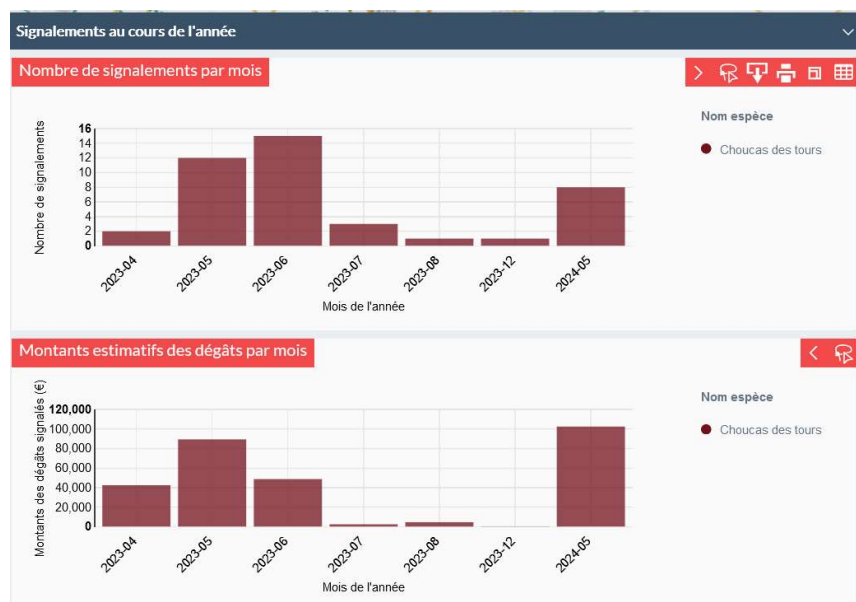 Signalements au cours de l'année
Nombre de signalements par mois
Nom espèce
Choucas des tours
Nombre de signalements
16
14
12
10
8
6
4
2
0
2023-04
2023-05
2023-06
2023-07
2023-08
2023-12
2024-05
Mois de l'année
Montants estimatifs des dégâts par mois
Nom espèce
Choucas des tours
Montants des dégâts signalés (€)
120,000
100,000
80,000
60,000
40,000
20,000
0
2023-04
2023-05
2023-06
2023-07
2023-08
2023-12
2024-05
Mois de l'année